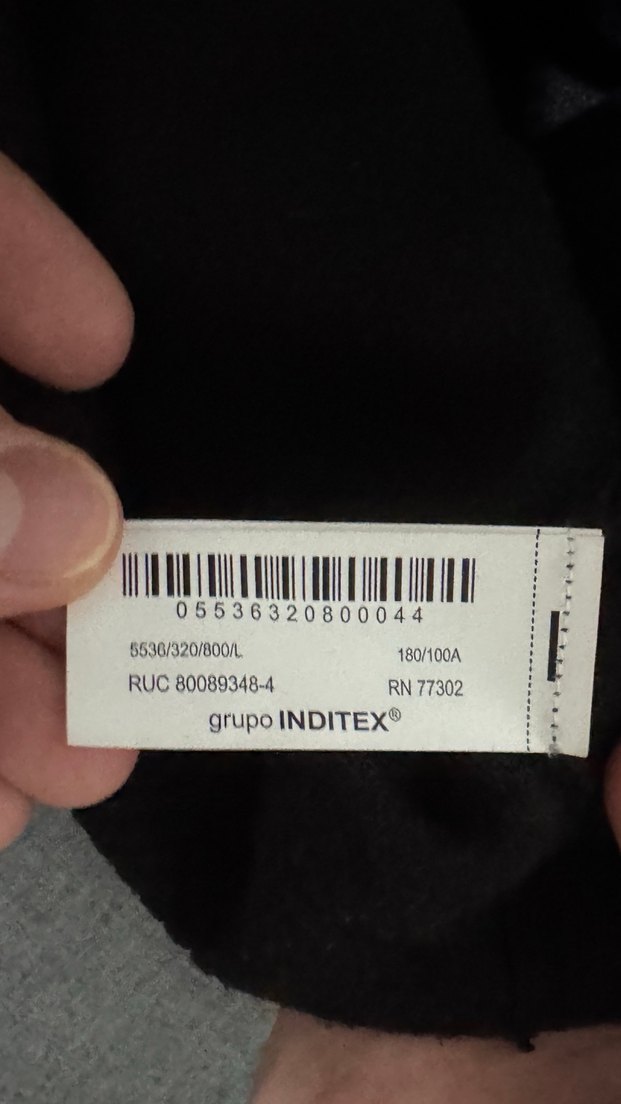 05536320800044
5536/320/800/L
180/100A
RUC 80089348-4
RN 77302
grupo INDITEX®